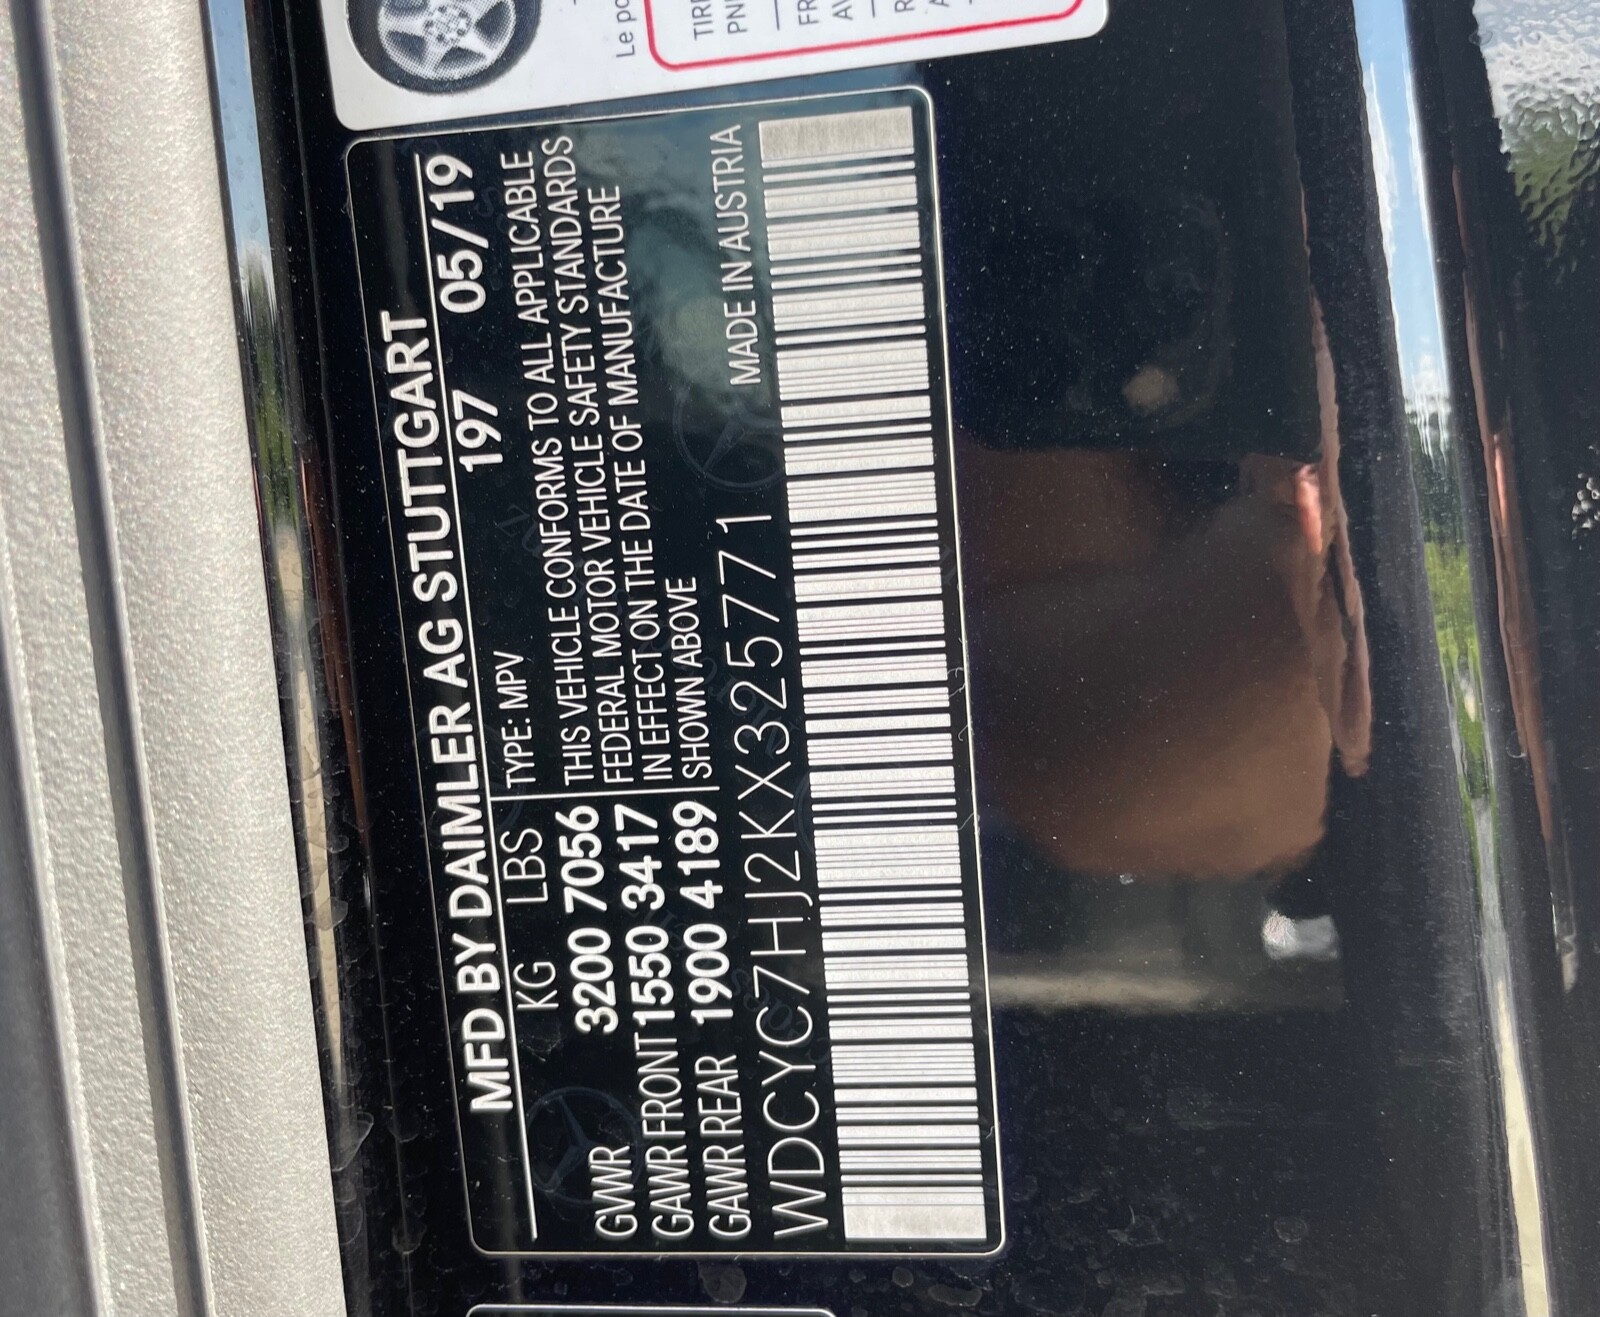 MFD BY DAIMLER AG STUTTGART
KG LBS TYPE: MPV 197 05/19
GVWR 3200 7056 THIS VEHICLE CONFORMS TO ALL APPLICABLE
GAWR FRONT 1550 3417 FEDERAL MOTOR VEHICLE SAFETY STANDARDS
GAWR REAR 1900 4189 IN EFFECT ON THE DATE OF MANUFACTURE
SHOWN ABOVE
WDCYC7HJ2KX325771 MADE IN AUSTRIA
Le